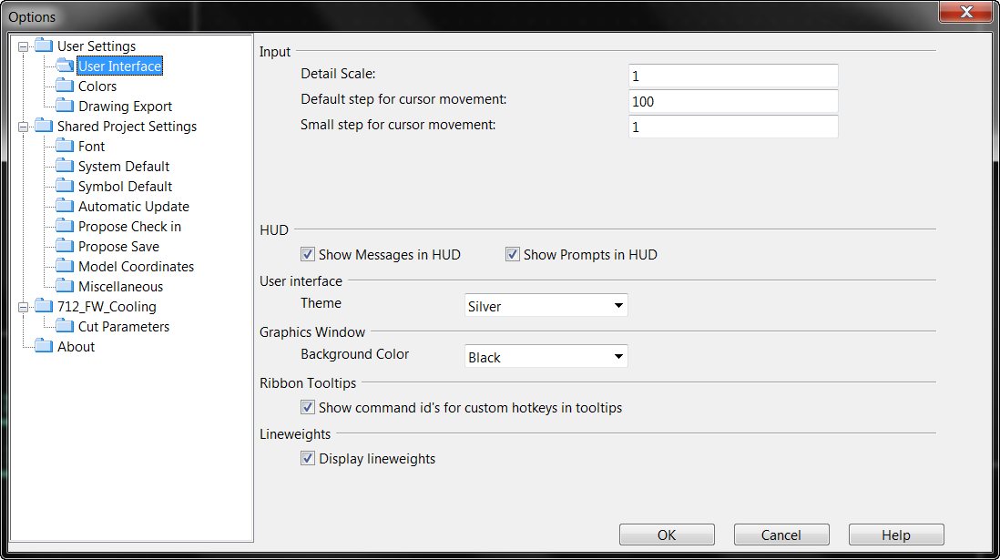 Options
User Settings
User Interface
Colors
Drawing Export
Shared Project Settings
Font
System Default
Symbol Default
Automatic Update
Propose Check in
Propose Save
Model Coordinates
Miscellaneous
712_FW_Cooling
Cut Parameters
About
Input
Detail Scale: 1
Default step for cursor movement: 100
Small step for cursor movement: 1
HUD
Show Messages in HUD Show Prompts in HUD
User interface
Theme Silver
Graphics Window
Background Color Black
Ribbon Tooltips
Show command id's for custom hotkeys in tooltips
Lineweights
Display lineweights
OK Cancel Help